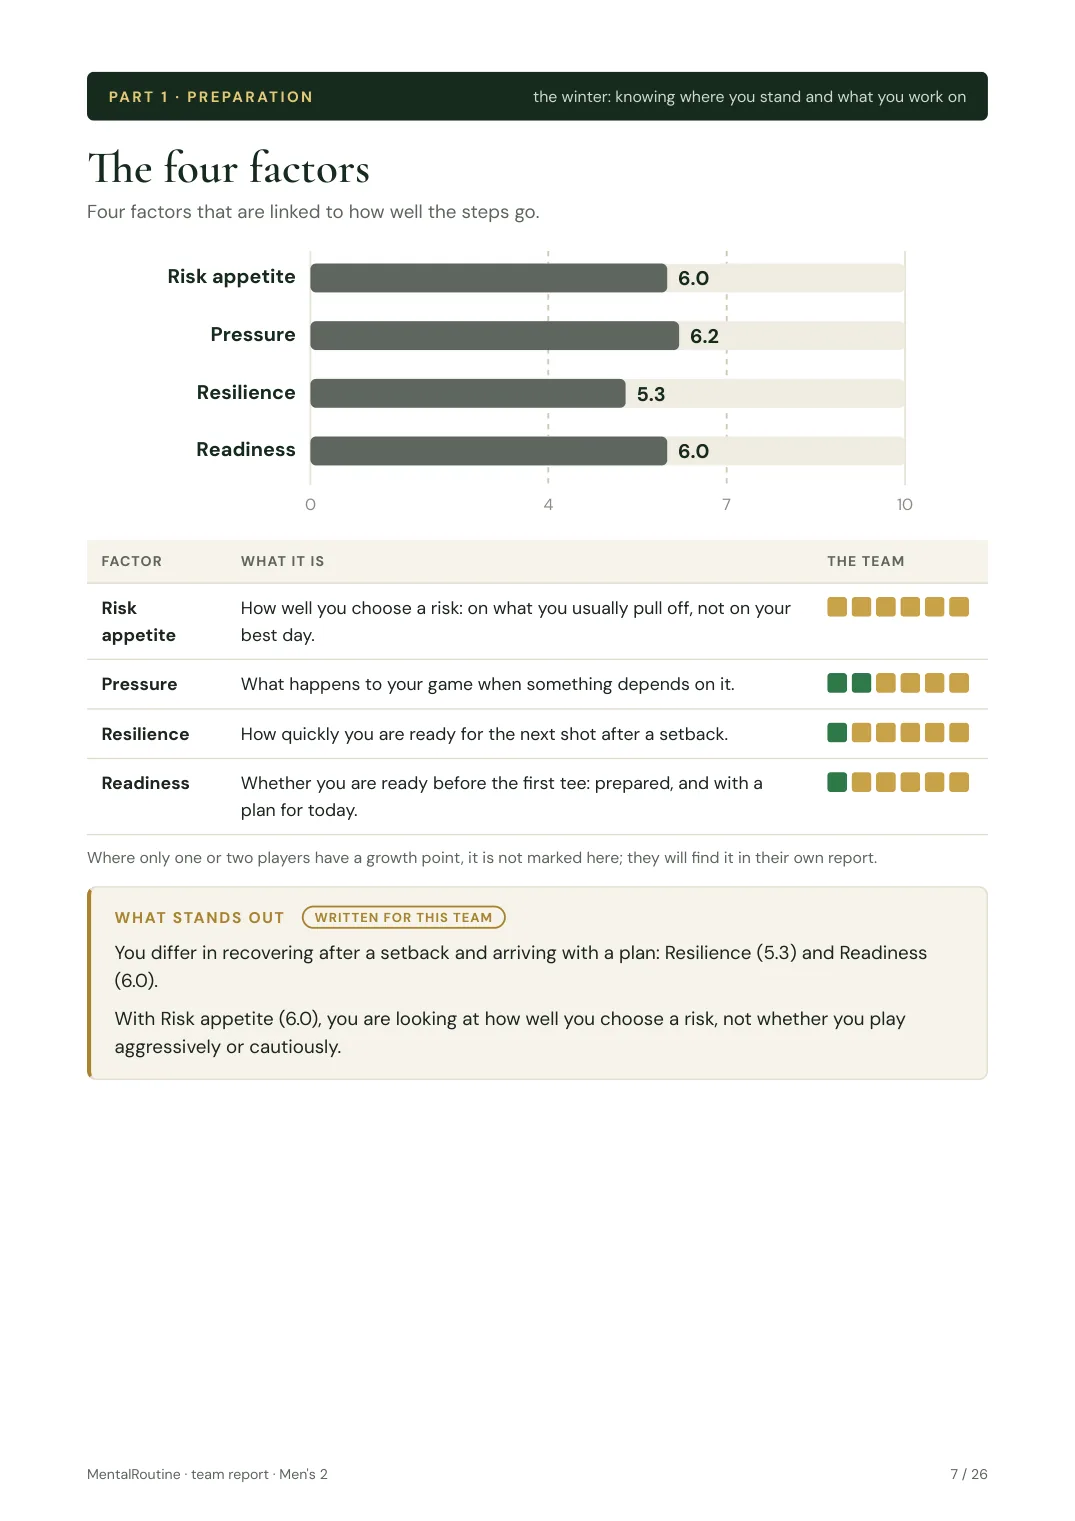 PART 1 · PREPARATION
the winter: knowing where you stand and what you work on
The four factors
Four factors that are linked to how well the steps go.
Risk appetite
6.0
Pressure
6.2
Resilience
5.3
Readiness
6.0
0
4
7
10
FACTOR
WHAT IT IS
THE TEAM
Risk
appetite
How well you choose a risk: on what you usually pull off, not on your
best day.
Pressure
What happens to your game when something depends on it.
Resilience
How quickly you are ready for the next shot after a setback.
Readiness
Whether you are ready before the first tee: prepared, and with a
plan for today.
Where only one or two players have a growth point, it is not marked here; they will find it in their own report.
WHAT STANDS OUT
WRITTEN FOR THIS TEAM
You differ in recovering after a setback and arriving with a plan: Resilience (5.3) and Readiness
(6.0).
With Risk appetite (6.0), you are looking at how well you choose a risk, not whether you play
aggressively or cautiously.
MentalRoutine · team report · Men's 2
7 / 26